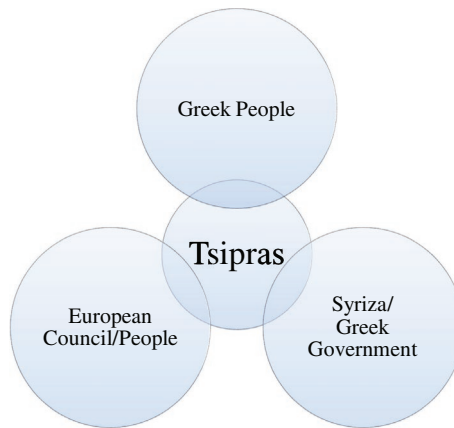 Greek People
Tsipras
European
Council/People
Syriza/
Greek
Government